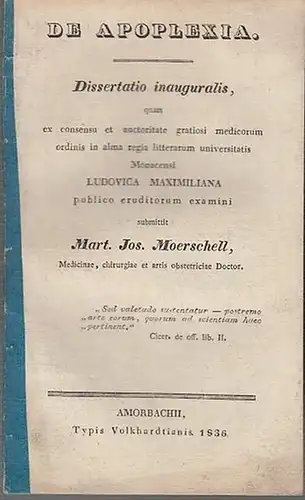 DE APOPLEXIA.
Dissertatio inauguralis,
quam
ex consensu et auctoritate gratiosi medicorum
ordinis in alma regia litterarum universitatis
Monacensi
LUDOVICA MAXIMILIANA
publico eruditorum examini
submittit
Mart. Jos. Moerschell,
Medicinae, chirurgiae et artis obstetriciae Doctor.
„Sed valetudo sustentatur — postremo
„arte eorum, quorum ad scientiam haec
„pertinent.“
Cicer. de off. lib. II.
AMORBACHII,
Typis Volkhardtianis. 1836.